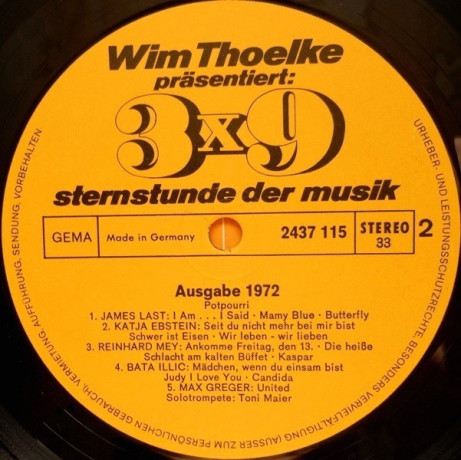 Wim Thoelke
präsentiert:
3x9
sternstunde der musik
GEMA Made in Germany 2437 115 STEREO 33 2
Ausgabe 1972
Potpourri
1. JAMES LAST: I Am . . . I Said · Mamy Blue · Butterfly
2. KATJA EBSTEIN: Seit du nicht mehr bei mir bist
Schwer ist Eisen · Wir leben - wir lieben
3. REINHARD MEY: Ankomme Freitag, den 13. · Die heiße
Schlacht am kalten Büffet · Kaspar
4. BATA ILLIC: Mädchen, wenn du einsam bist
Judy I Love You · Candida
5. MAX GREGER: United
Solotrompete: Toni Maier
URHEBER- UND LEISTUNGSSCHUTZRECHTE BESONDERS VERVIELFÄLTIGUNG (AUSSER ZUM PERSÖNLICHEN GEBRAUCH), VERMIETUNG, AUFFÜHRUNG, SENDUNG, VORBEHALTEN